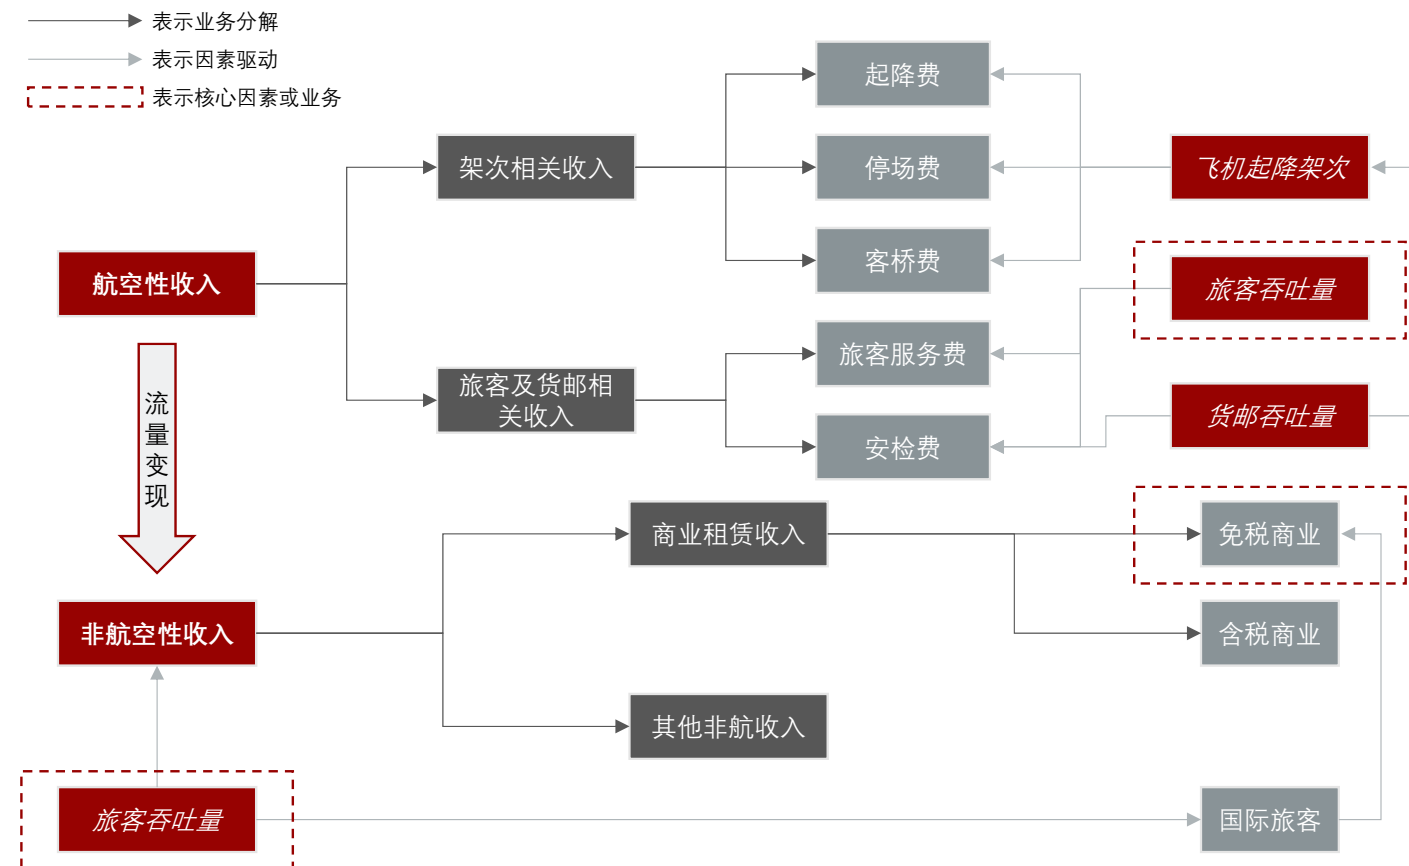 表示业务分解
表示因素驱动
表示核心因素或业务
起降费
架次相关收入
停场费
飞机起降架次
客桥费
航空性收入
旅客吞吐量
旅客服务费
旅客及货邮相
关收入
货邮吞吐量
安检费
流
量
变
现
商业租赁收入
免税商业
非航空性收入
含税商业
其他非航收入
旅客吞吐量
国际旅客